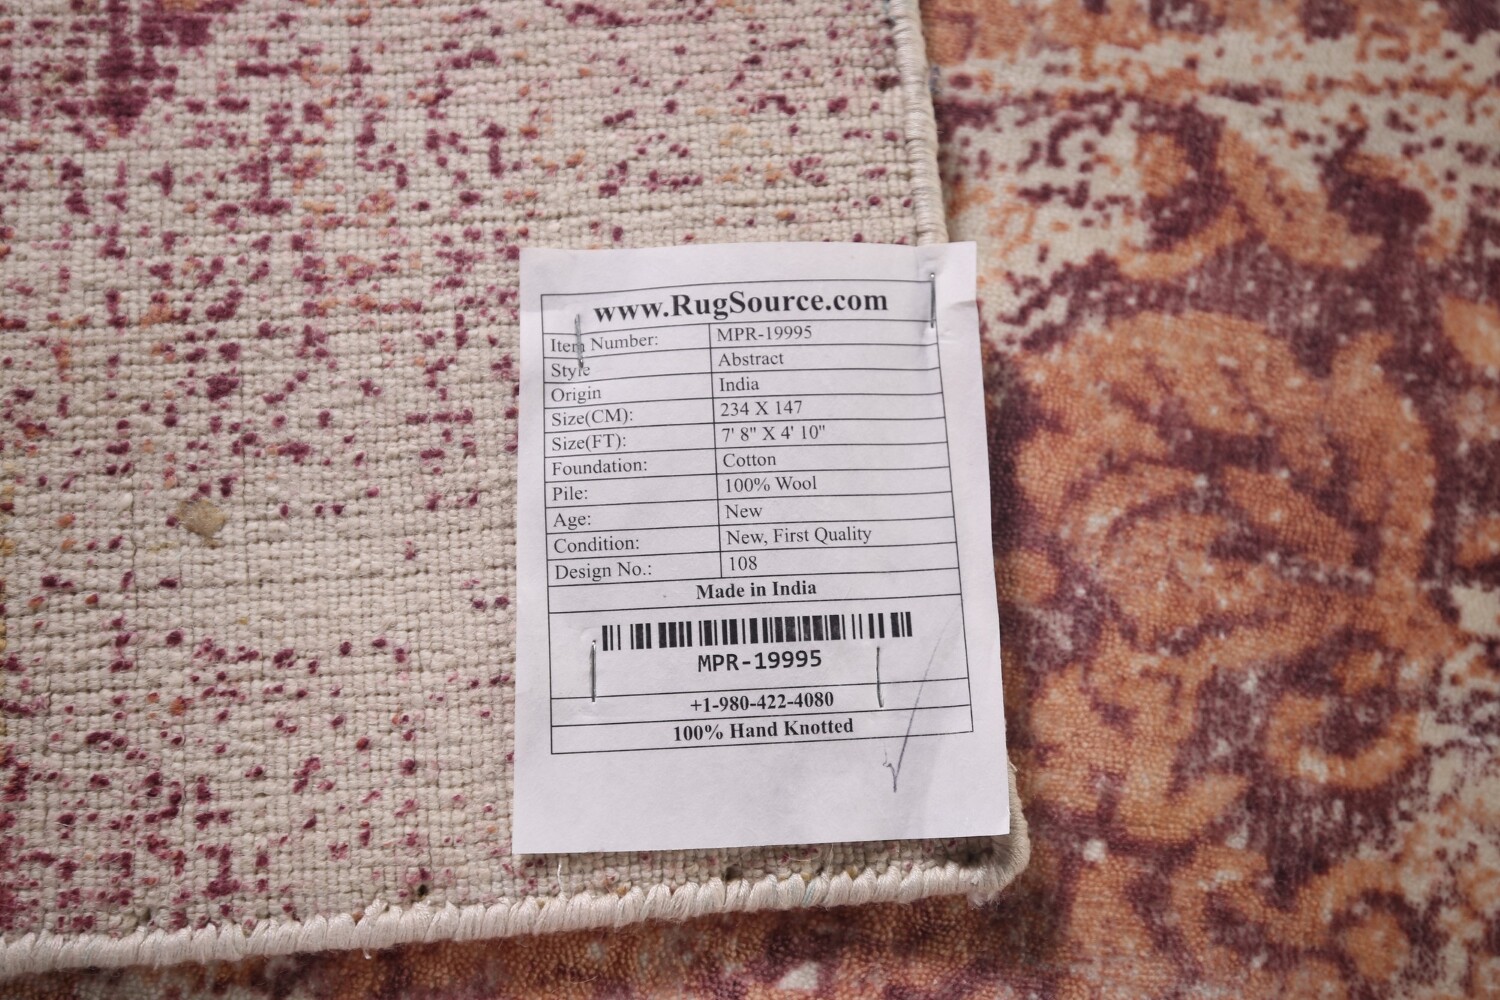 www.RugSource.com
Item Number: MPR-19995
Style Abstract
Origin India
Size(CM): 234 X 147
Size(FT): 7' 8" X 4' 10"
Foundation: Cotton
Pile: 100% Wool
Age: New
Condition: New, First Quality
Design No.: 108
Made in India
MPR-19995
+1-980-422-4080
100% Hand Knotted